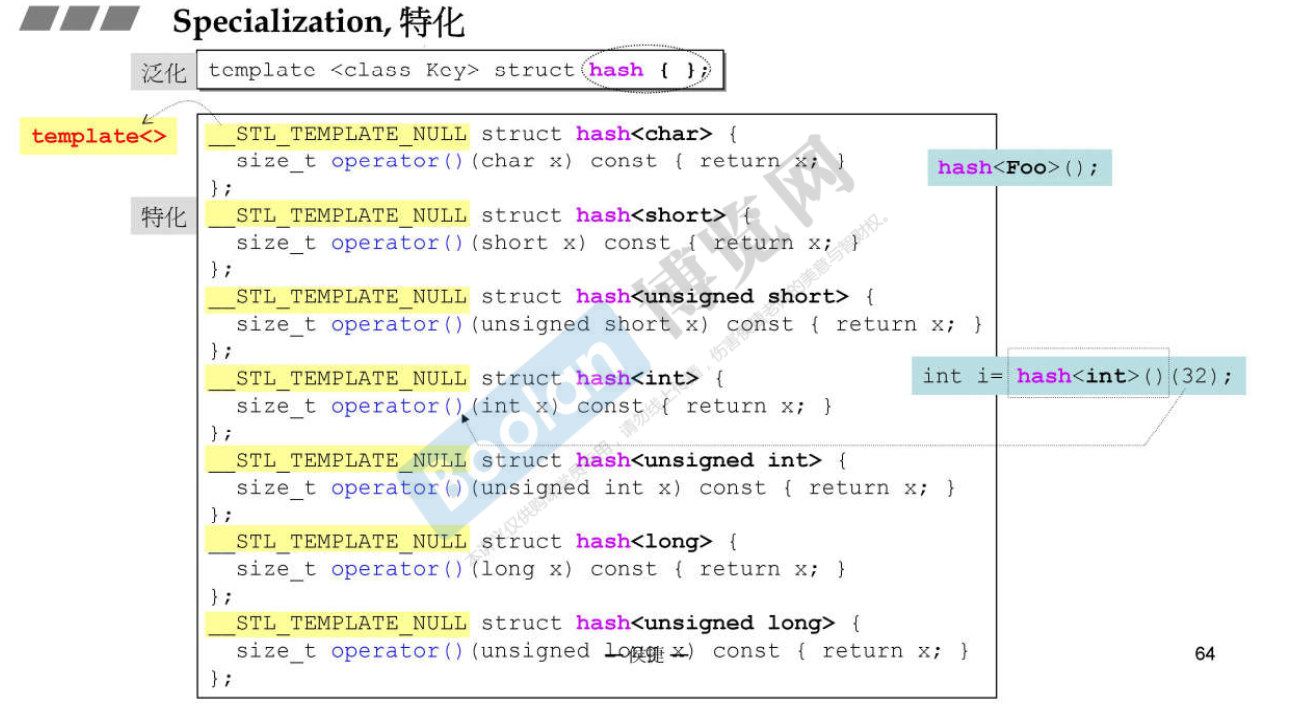 Specialization, 特化
泛化
template <class Key> struct hash { };
template<>
__STL_TEMPLATE_NULL struct hash<char> {
size_t operator()(char x) const { return x; }
};
hash<Foo>();
特化
__STL_TEMPLATE_NULL struct hash<short> {
size_t operator()(short x) const { return x; }
};
__STL_TEMPLATE_NULL struct hash<unsigned short> {
size_t operator()(unsigned short x) const { return x; }
};
__STL_TEMPLATE_NULL struct hash<int> {
size_t operator()(int x) const { return x; }
};
int i= hash<int>()(32);
__STL_TEMPLATE_NULL struct hash<unsigned int> {
size_t operator()(unsigned int x) const { return x; }
};
__STL_TEMPLATE_NULL struct hash<long> {
size_t operator()(long x) const { return x; }
};
__STL_TEMPLATE_NULL struct hash<unsigned long> {
size_t operator()(unsigned long x) const { return x; }
};
— 侯捷 —
64
Boolan
博览网